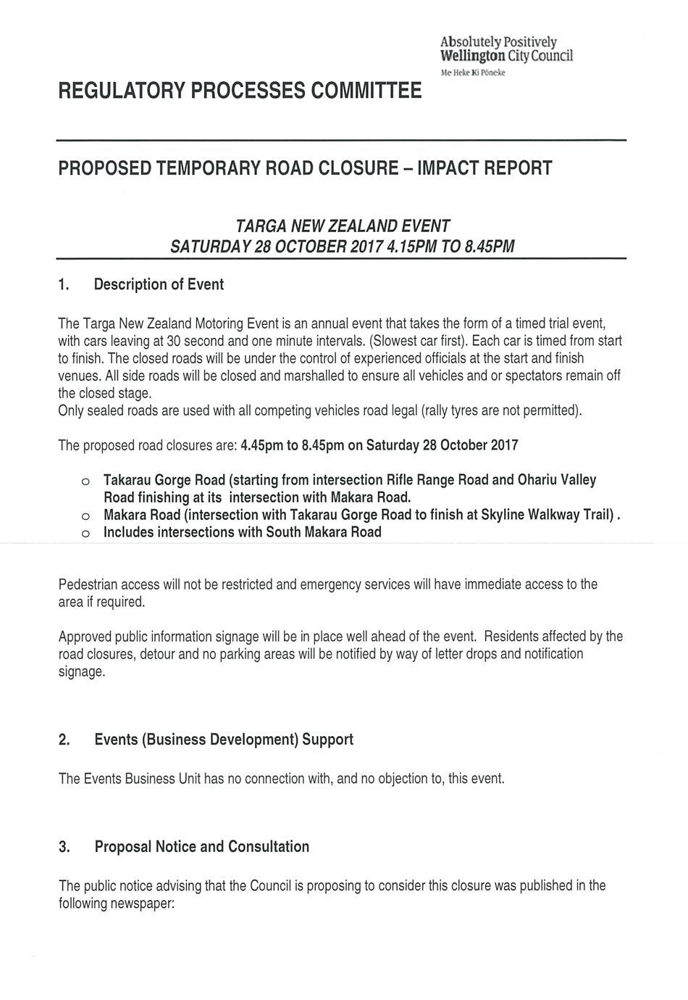 Absolutely Positively
Wellington City Council
Me Heke Ki Pōneke
REGULATORY PROCESSES COMMITTEE
PROPOSED TEMPORARY ROAD CLOSURE – IMPACT REPORT
TARGA NEW ZEALAND EVENT
SATURDAY 28 OCTOBER 2017 4.15PM TO 8.45PM
1. Description of Event
The Targa New Zealand Motoring Event is an annual event that takes the form of a timed trial event,
with cars leaving at 30 second and one minute intervals. (Slowest car first). Each car is timed from start
to finish. The closed roads will be under the control of experienced officials at the start and finish
venues. All side roads will be closed and marshalled to ensure all vehicles and or spectators remain off
the closed stage.
Only sealed roads are used with all competing vehicles road legal (rally tyres are not permitted).
The proposed road closures are: 4.45pm to 8.45pm on Saturday 28 October 2017
o Takarau Gorge Road (starting from intersection Rifle Range Road and Ohariu Valley
Road finishing at its intersection with Makara Road.
o Makara Road (intersection with Takarau Gorge Road to finish at Skyline Walkway Trail) .
o Includes intersections with South Makara Road
Pedestrian access will not be restricted and emergency services will have immediate access to the
area if required.
Approved public information signage will be in place well ahead of the event. Residents affected by the
road closures, detour and no parking areas will be notified by way of letter drops and notification
signage.
2. Events (Business Development) Support
The Events Business Unit has no connection with, and no objection to, this event.
3. Proposal Notice and Consultation
The public notice advising that the Council is proposing to consider this closure was published in the
following newspaper: